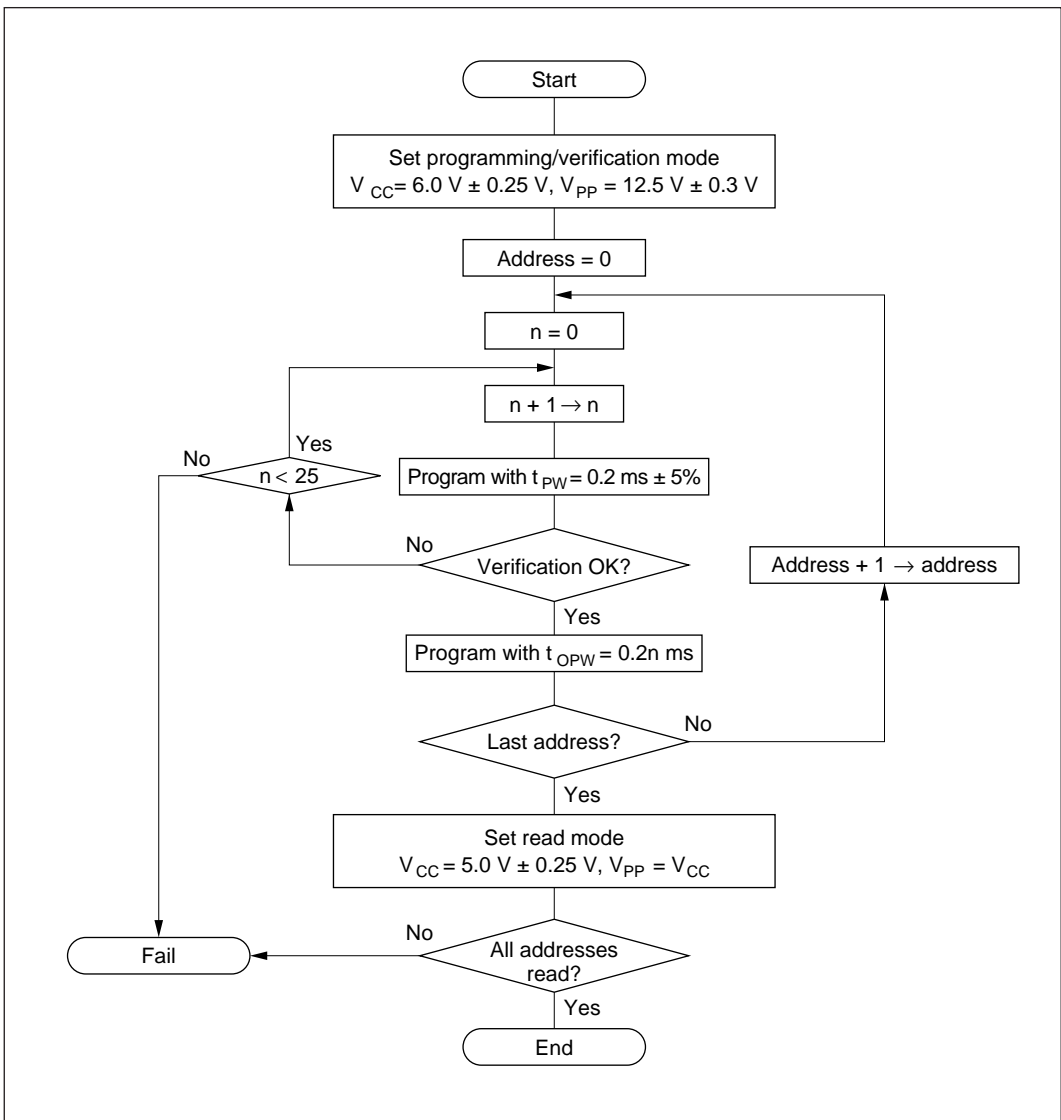 Start
Set programming/verification mode
V CC = 6.0 V ± 0.25 V, V PP = 12.5 V ± 0.3 V
Address = 0
n = 0
n + 1 → n
Yes
No
n < 25
Program with t PW = 0.2 ms ± 5%
No
Verification OK?
Address + 1 → address
Yes
Program with t OPW = 0.2n ms
No
Last address?
Yes
Set read mode
V CC = 5.0 V ± 0.25 V, V PP = V CC
No
All addresses
read?
Fail
Yes
End